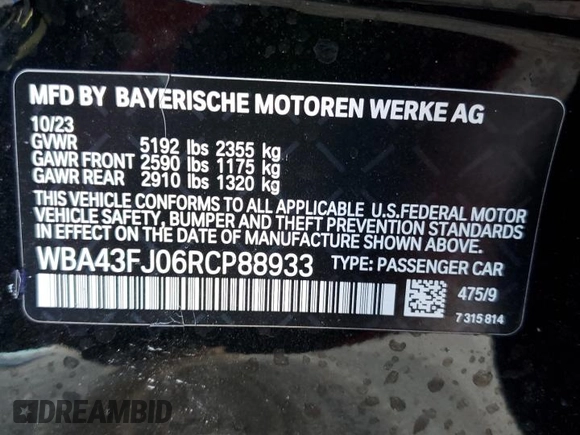 MFD BY BAYERISCHE MOTOREN WERKE AG
10/23
GVWR 5192 lbs 2355 kg
GAWR FRONT 2590 lbs 1175 kg
GAWR REAR 2910 lbs 1320 kg
THIS VEHICLE CONFORMS TO ALL APPLICABLE U.S.FEDERAL MOTOR
VEHICLE SAFETY, BUMPER AND THEFT PREVENTION STANDARDS
IN EFFECT ON THE DATE OF MANUFACTURE SHOWN ABOVE.
WBA43FJ06RCP88933 TYPE: PASSENGER CAR
475/9
7 315 814
DREAMBID